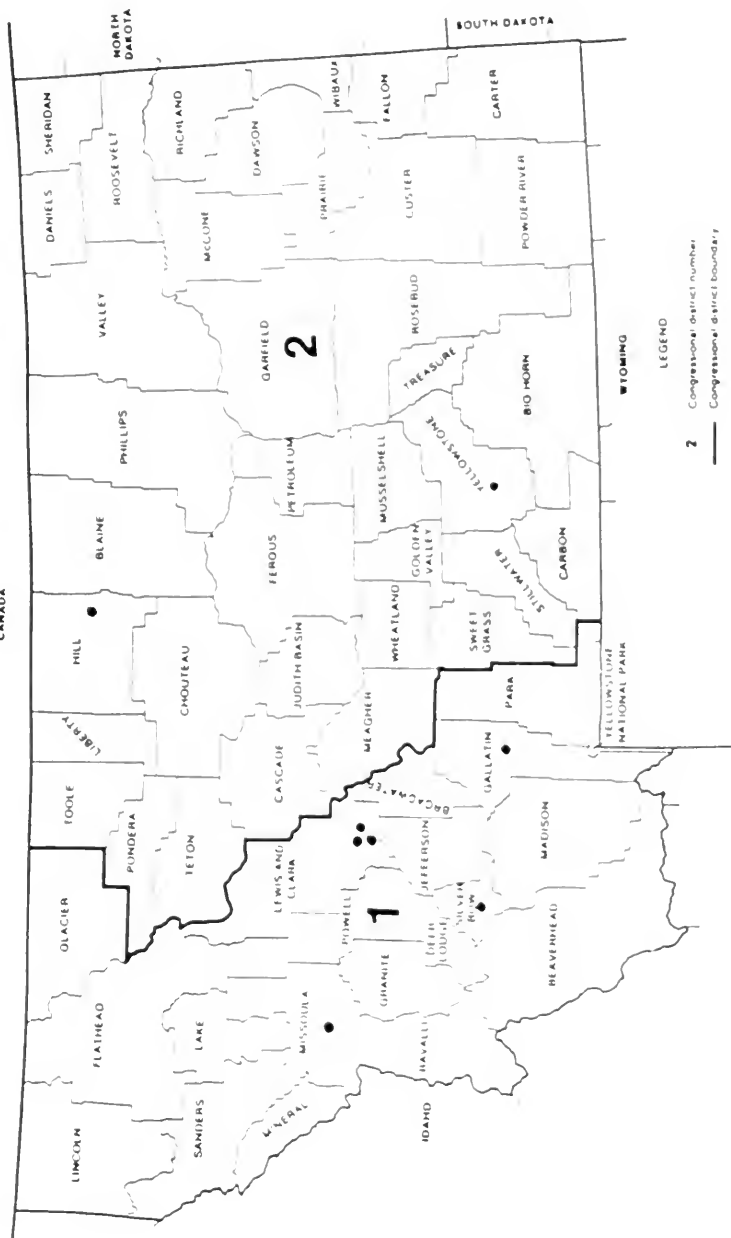 CANADA
NORTH
DAKOTA
SOUTH DAKOTA
LINCOLN
FLATHEAD
GLACIER
TOOLE
LIBERTY
HILL
BLAINE
PHILLIPS
VALLEY
DANIELS
SHERIDAN
ROOSEVELT
SANDERS
LAKE
PONDERA
TETON
CHOUTEAU
RICHLAND
McCONE
DAWSON
MINERAL
MISSOULA
LEWIS AND
CLARK
CASCADE
JUDITH BASIN
FERGUS
PETROLEUM
GARFIELD
2
PRAIRIE
WIBAUX
POWELL
1
GRANITE
DEER
LODGE
SILVER
BOW
JEFFERSON
BROADWATER
MEAGHER
WHEATLAND
GOLDEN
VALLEY
MUSSELSHELL
ROSEBUD
TREASURE
CUSTER
FALLON
RAVALLI
IDAHO
BEAVERHEAD
MADISON
GALLATIN
PARK
SWEET
GRASS
STILLWATER
YELLOWSTONE
CARBON
BIG HORN
POWDER RIVER
CARTER
YELLOWSTONE
NATIONAL PARK
WYOMING
LEGEND
2 Congressional district number
Congressional district boundary